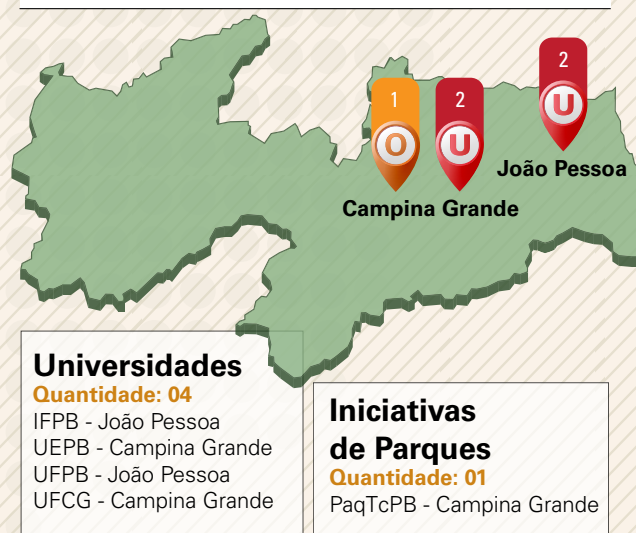 2
1
2
O
U
U
João Pessoa
Campina Grande
Universidades
Quantidade: 04
IFPB - João Pessoa
UEPB - Campina Grande
UFPB - João Pessoa
UFCG - Campina Grande
Iniciativas
de Parques
Quantidade: 01
PaqTcPB - Campina Grande